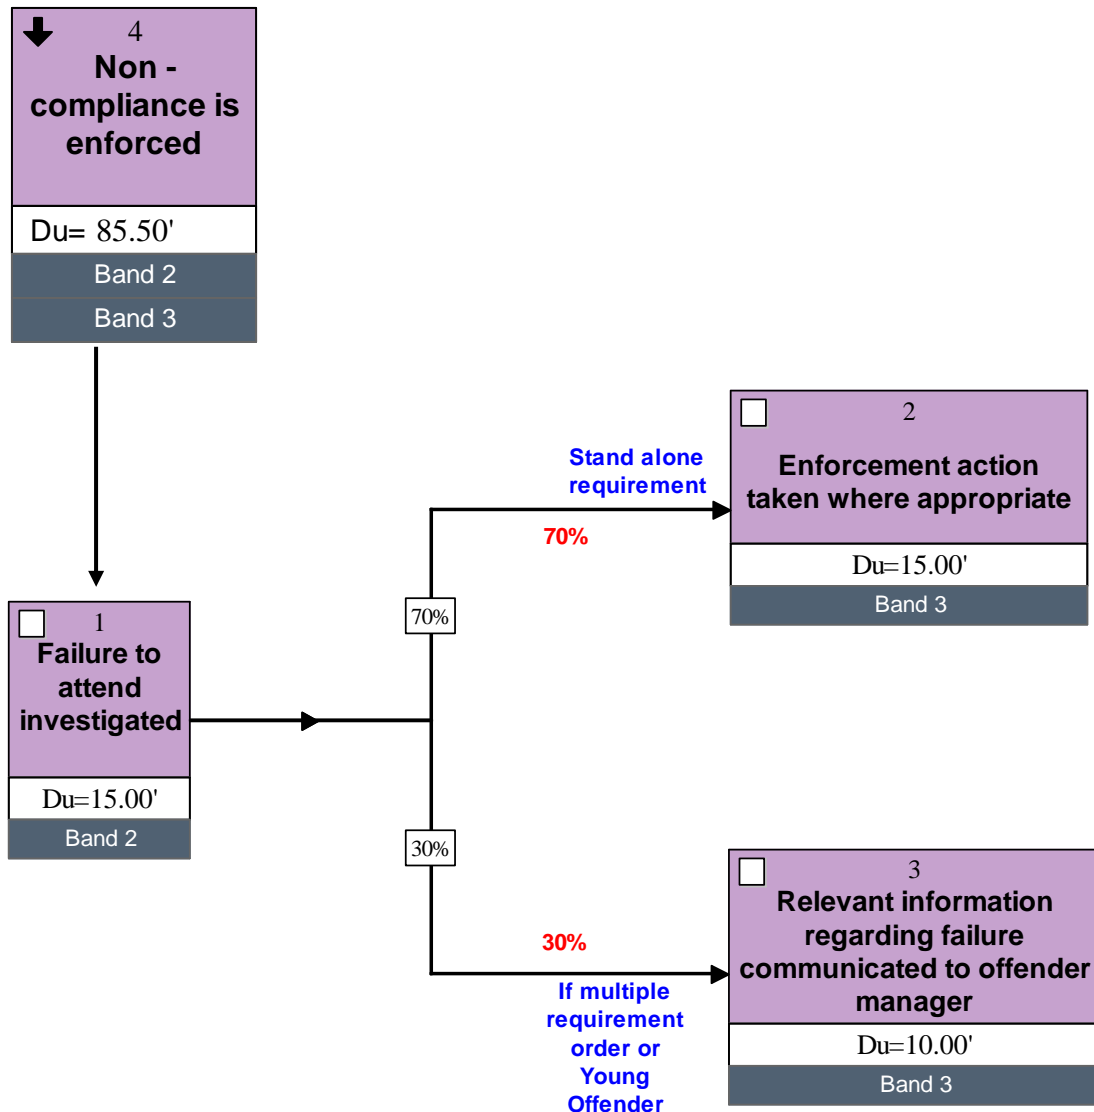 4
Non -
compliance is
enforced
Du= 85.50'
Band 2
Band 3
1
Failure to
attend
investigated
Du=15.00'
Band 2
70%
30%
Stand alone
requirement
70%
2
Enforcement action
taken where appropriate
Du=15.00'
Band 3
30%
If multiple
requirement
order or
Young
Offender
3
Relevant information
regarding failure
communicated to offender
manager
Du=10.00'
Band 3